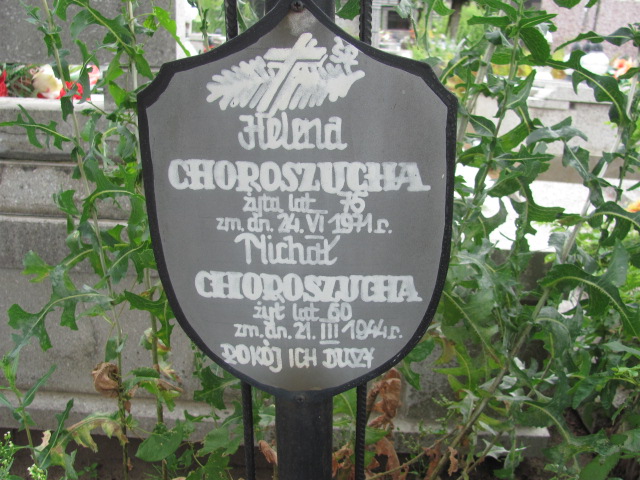 Helena
CHOROSZUCHA
żyła lat 76
zm. dn. 24. VI 1971 r.
Michał
CHOROSZUCHA
żył lat 60
zm. dn. 21. III 1944 r.
POKÓJ ICH DUSZY